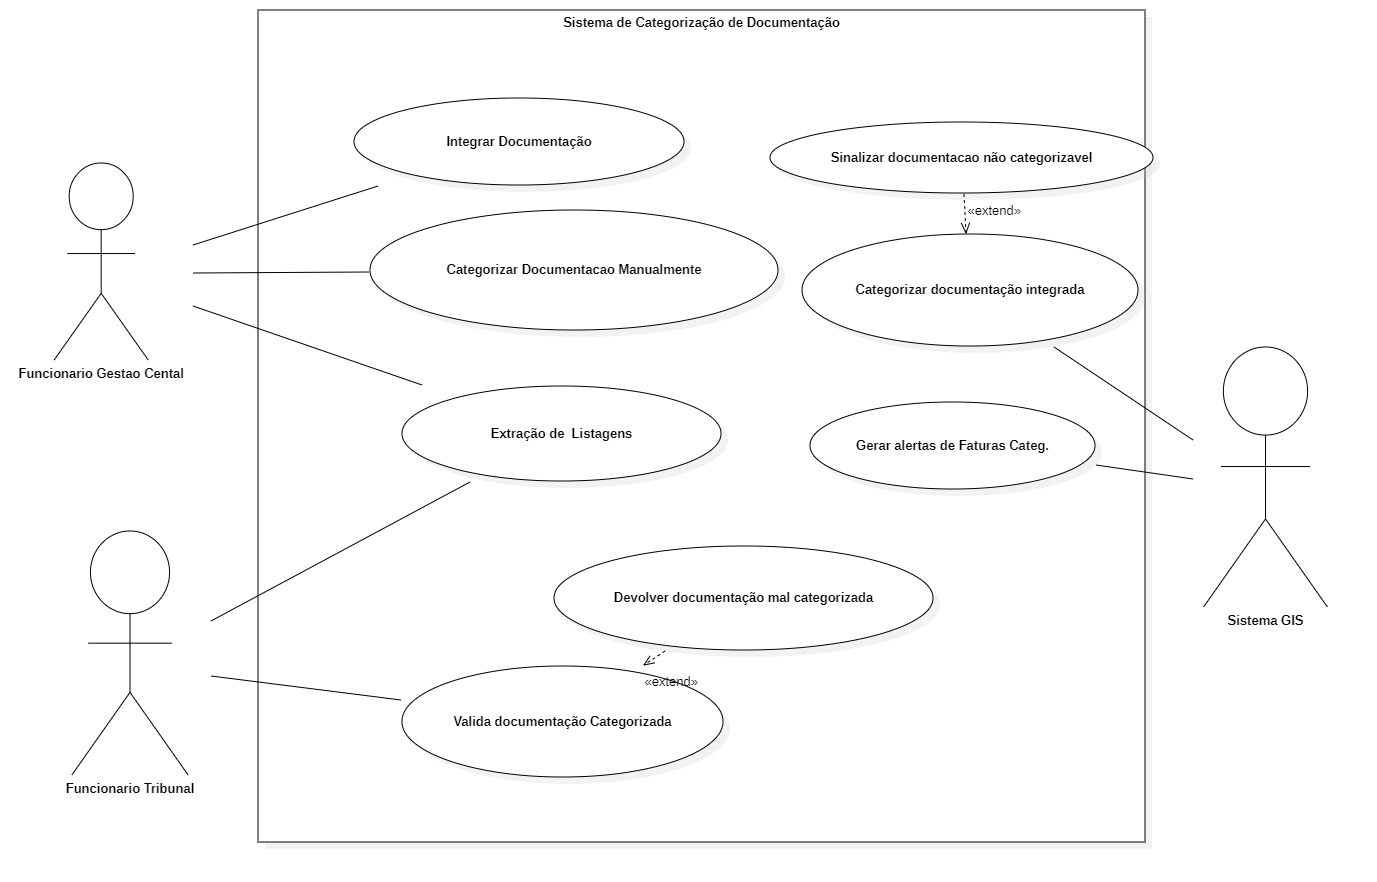 Sistema de Categorização de Documentação
Integrar Documentação
Sinalizar documentacao não categorizavel
«extend»
Categorizar Documentacao Manualmente
Categorizar documentação integrada
Funcionario Gestao Cental
Extração de  Listagens
Gerar alertas de Faturas Categ.
Devolver documentação mal categorizada
Sistema GIS
«extend»
Valida documentação Categorizada
Funcionario Tribunal